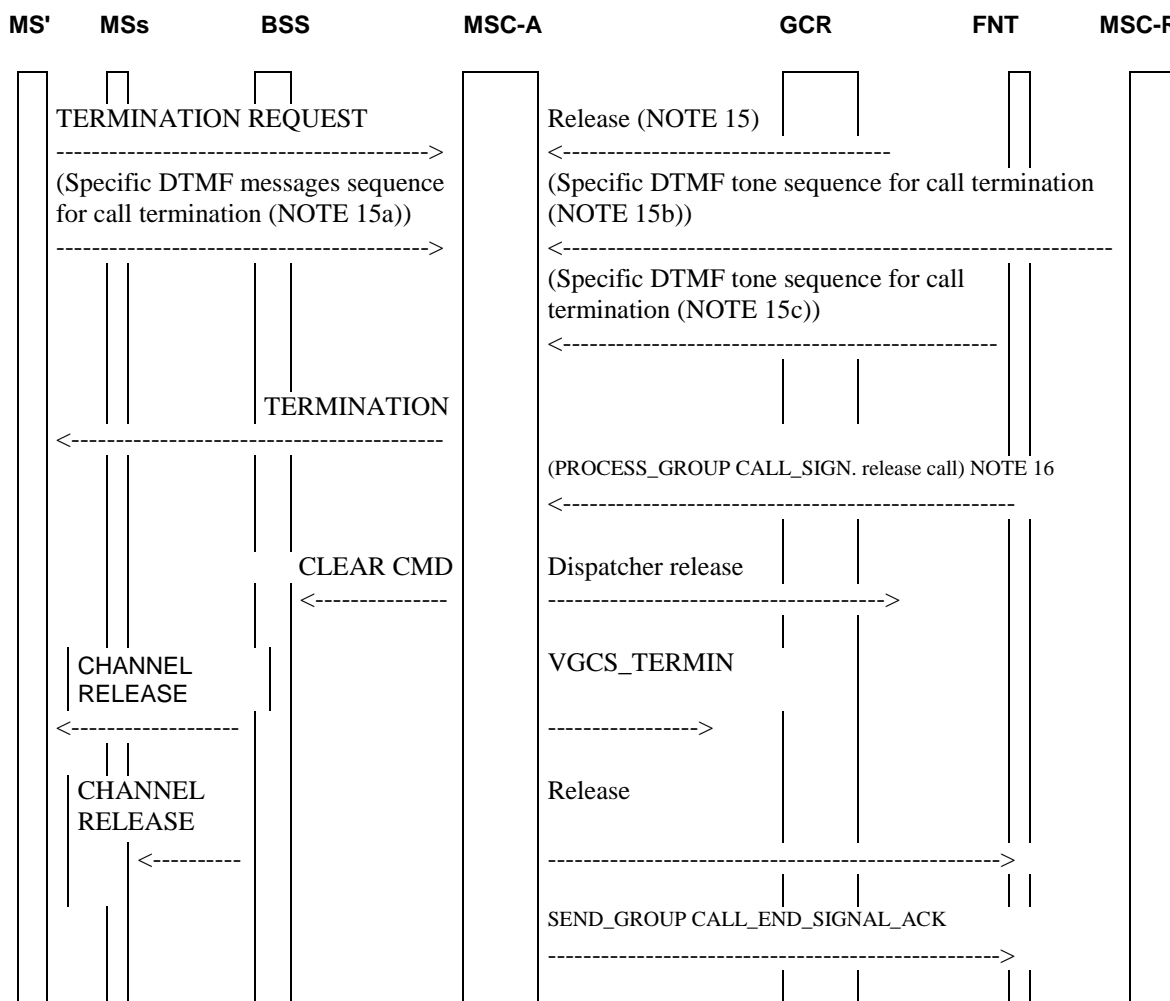 MS' MSs BSS MSC-A GCR FNT MSC-R
TERMINATION REQUEST
Release (NOTE 15)
(Specific DTMF messages sequence
for call termination (NOTE 15a))
(Specific DTMF tone sequence for call termination
(NOTE 15b))
(Specific DTMF tone sequence for call
termination (NOTE 15c))
TERMINATION
(PROCESS_GROUP CALL_SIGN. release call) NOTE 16
CLEAR CMD
Dispatcher release
CHANNEL
RELEASE
VGCS_TERMIN
CHANNEL
RELEASE
Release
SEND_GROUP CALL_END_SIGNAL_ACK